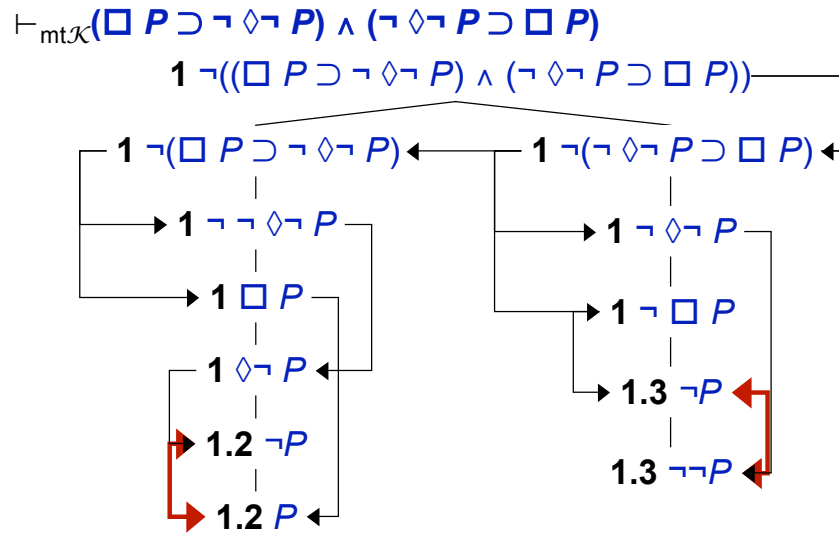 ⊢mt𝒦(□ P ⊃ ¬ ◊¬ P) ∧ (¬ ◊¬ P ⊃ □ P)
1 ¬((□ P ⊃ ¬ ◊¬ P) ∧ (¬ ◊¬ P ⊃ □ P))
1 ¬(□ P ⊃ ¬ ◊¬ P)
1 ¬(¬ ◊¬ P ⊃ □ P)
1 ¬ ¬ ◊¬ P
1 ¬ ◊¬ P
1 □ P
1 ¬ □ P
1 ◊¬ P
1.3 ¬P
1.2 ¬P
1.3 ¬¬P
1.2 P